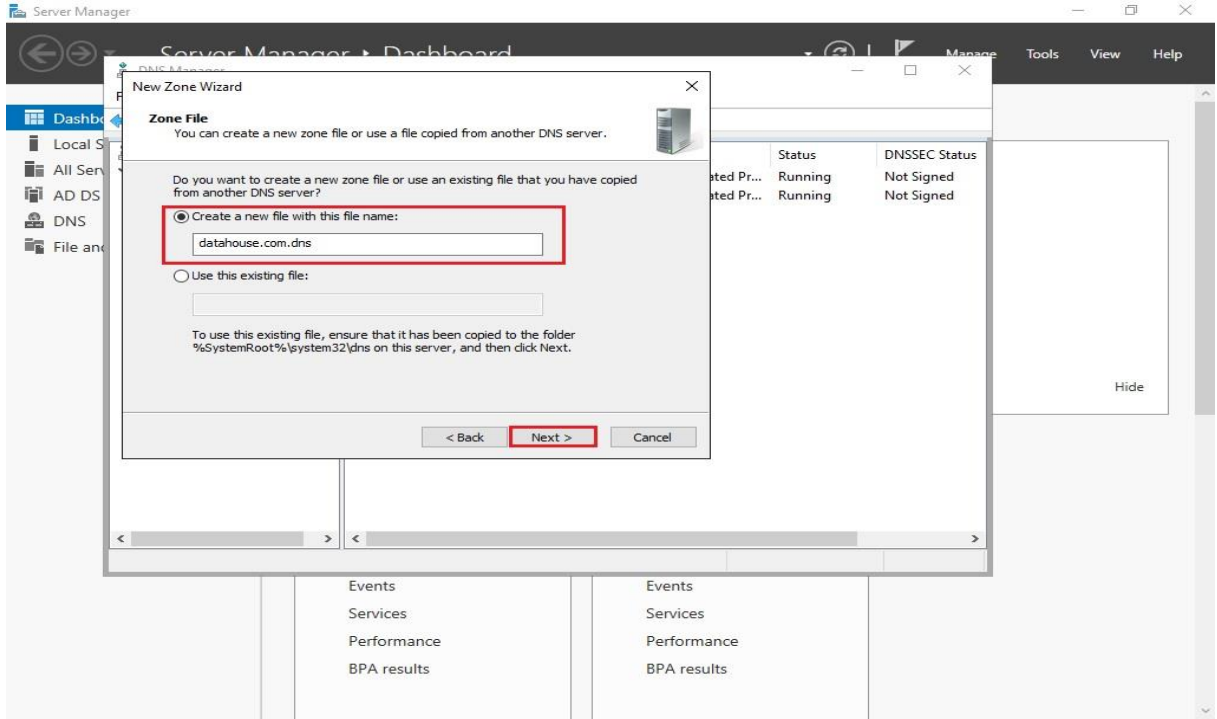 Server Manager
Server Manager • Dashboard
Manage Tools View Help
DNS Manager
New Zone Wizard
Zone File
You can create a new zone file or use a file copied from another DNS server.
Do you want to create a new zone file or use an existing file that you have copied
from another DNS server?
Create a new file with this file name:
datahouse.com.dns
Use this existing file:
To use this existing file, ensure that it has been copied to the folder
%SystemRoot%\system32\dns on this server, and then click Next.
< Back Next > Cancel
Status DNSSEC Status
Running Not Signed
Running Not Signed
Local S
All Serv
AD DS
DNS
File and
Hide
Events Events
Services Services
Performance Performance
BPA results BPA results